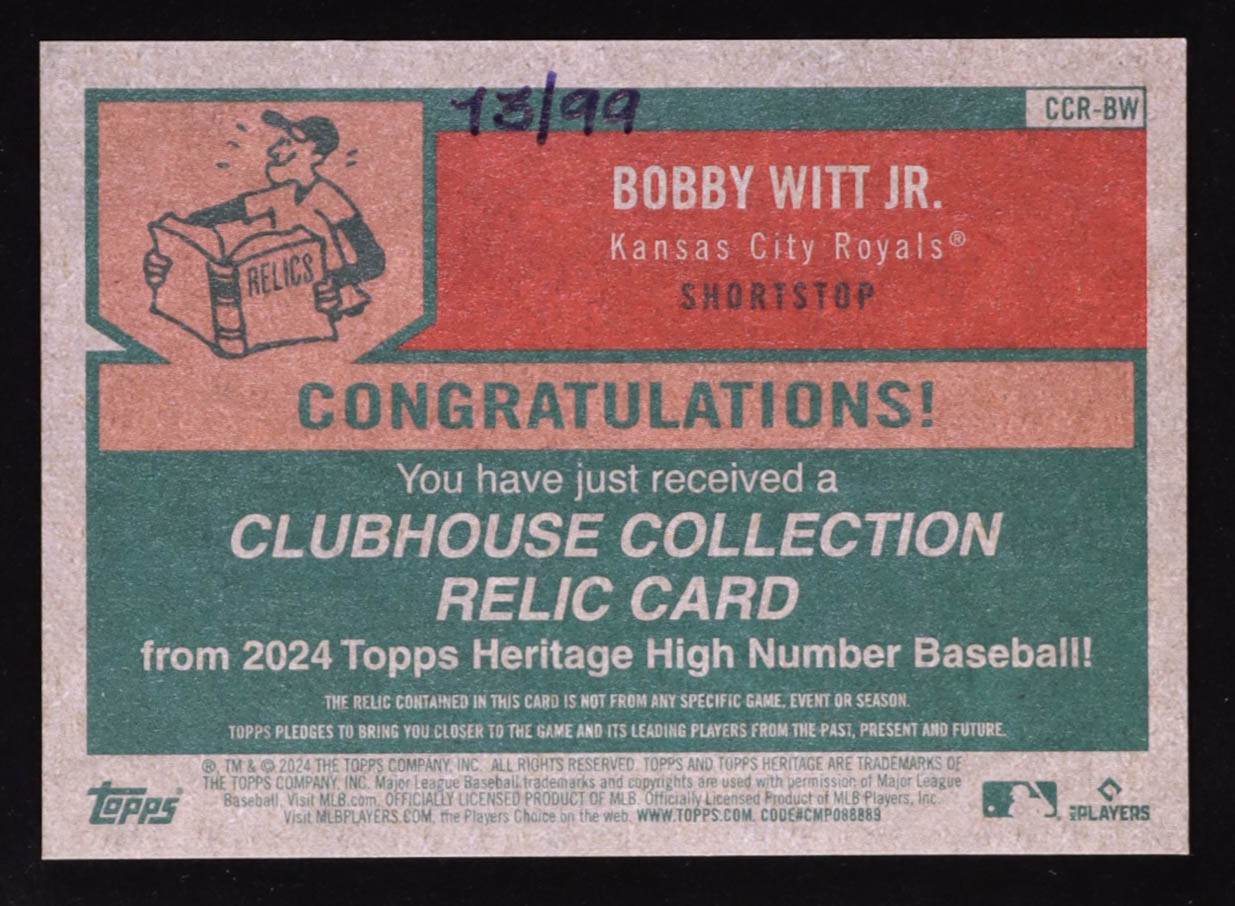 13/99
CCR-BW
RELICS
BOBBY WITT JR.
Kansas City Royals®
SHORTSTOP
CONGRATULATIONS!
You have just received a
CLUBHOUSE COLLECTION
RELIC CARD
from 2024 Topps Heritage High Number Baseball!
THE RELIC CONTAINED IN THIS CARD IS NOT FROM ANY SPECIFIC GAME, EVENT OR SEASON.
TOPPS PLEDGES TO BRING YOU CLOSER TO THE GAME AND ITS LEADING PLAYERS FROM THE PAST, PRESENT AND FUTURE.
®, TM & © 2024 THE TOPPS COMPANY, INC. ALL RIGHTS RESERVED. TOPPS AND TOPPS HERITAGE ARE TRADEMARKS OF
THE TOPPS COMPANY, INC. Major League Baseball trademarks and copyrights are used with permission of Major League
Baseball. Visit MLB.com. OFFICIALLY LICENSED PRODUCT OF MLB. Officially Licensed Product of MLB Players, Inc.
Visit MLBPLAYERS.COM, the Players Choice on the web. WWW.TOPPS.COM. CODE#CMP088889
topps
MLB PLAYERS